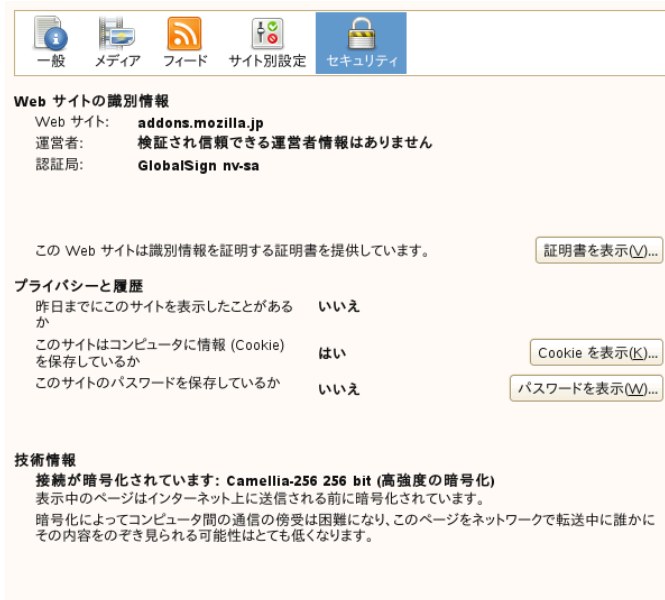 一般 メディア フィード サイト別設定 セキュリティ
Web サイトの識別情報
Web サイト: addons.mozilla.jp
運営者: 検証され信頼できる運営者情報はありません
認証局: GlobalSign nv-sa
この Web サイトは識別情報を証明する証明書を提供しています。 証明書を表示(V)...
プライバシーと履歴
昨日までにこのサイトを表示したことがある いいえ
か
このサイトはコンピュータに情報 (Cookie)
を保存しているか はい Cookie を表示(K)...
このサイトのパスワードを保存しているか いいえ パスワードを表示(W)...
技術情報
接続が暗号化されています: Camellia-256 256 bit (高強度の暗号化)
表示中のページはインターネット上に送信される前に暗号化されています。
暗号化によってコンピュータ間の通信の傍受は困難になり、このページをネットワークで転送中に誰かに
その内容をのぞき見られる可能性はとても低くなります。